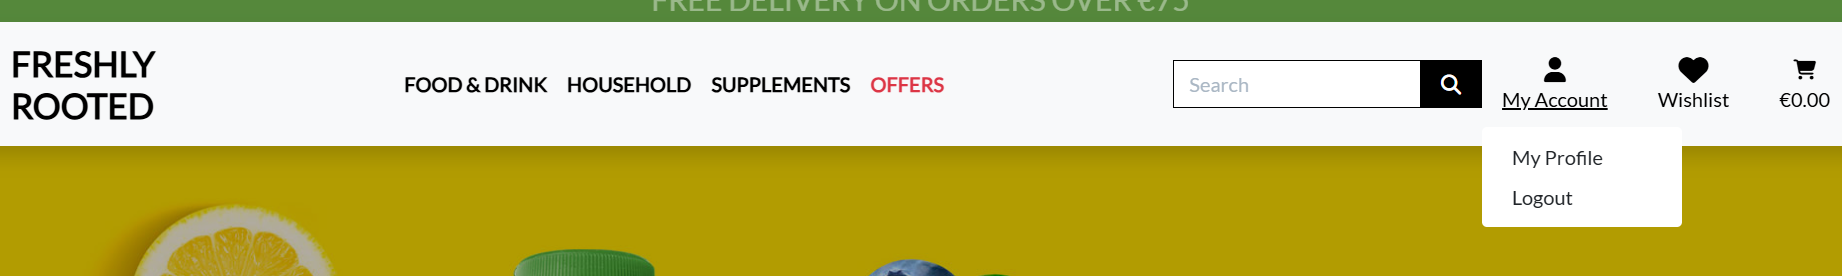 FREE DELIVERY ON ORDERS OVER €75
FRESHLY
ROOTED
FOOD & DRINK
HOUSEHOLD
SUPPLEMENTS
OFFERS
Search
My Account
Wishlist
€0.00
My Profile
Logout